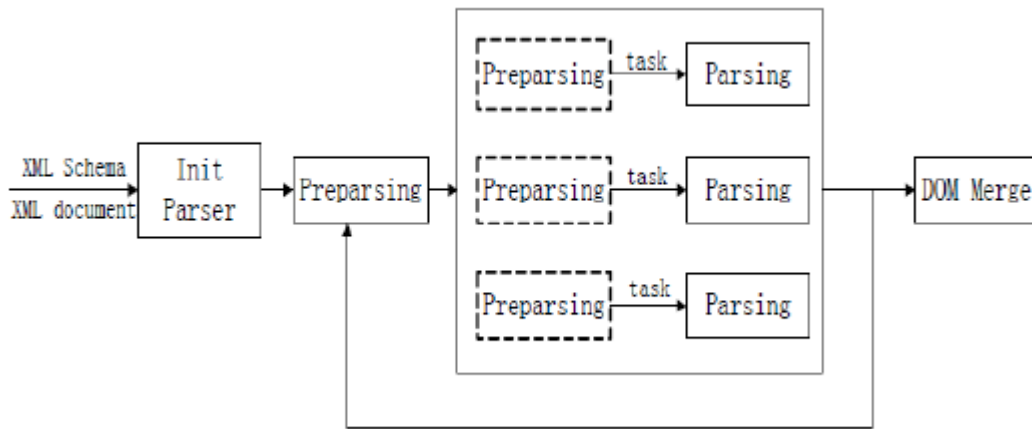 XML Schema
XML document
Init
Parser
Preparsing
Preparsing
task
Parsing
Preparsing
task
Parsing
Preparsing
task
Parsing
DOM Merge